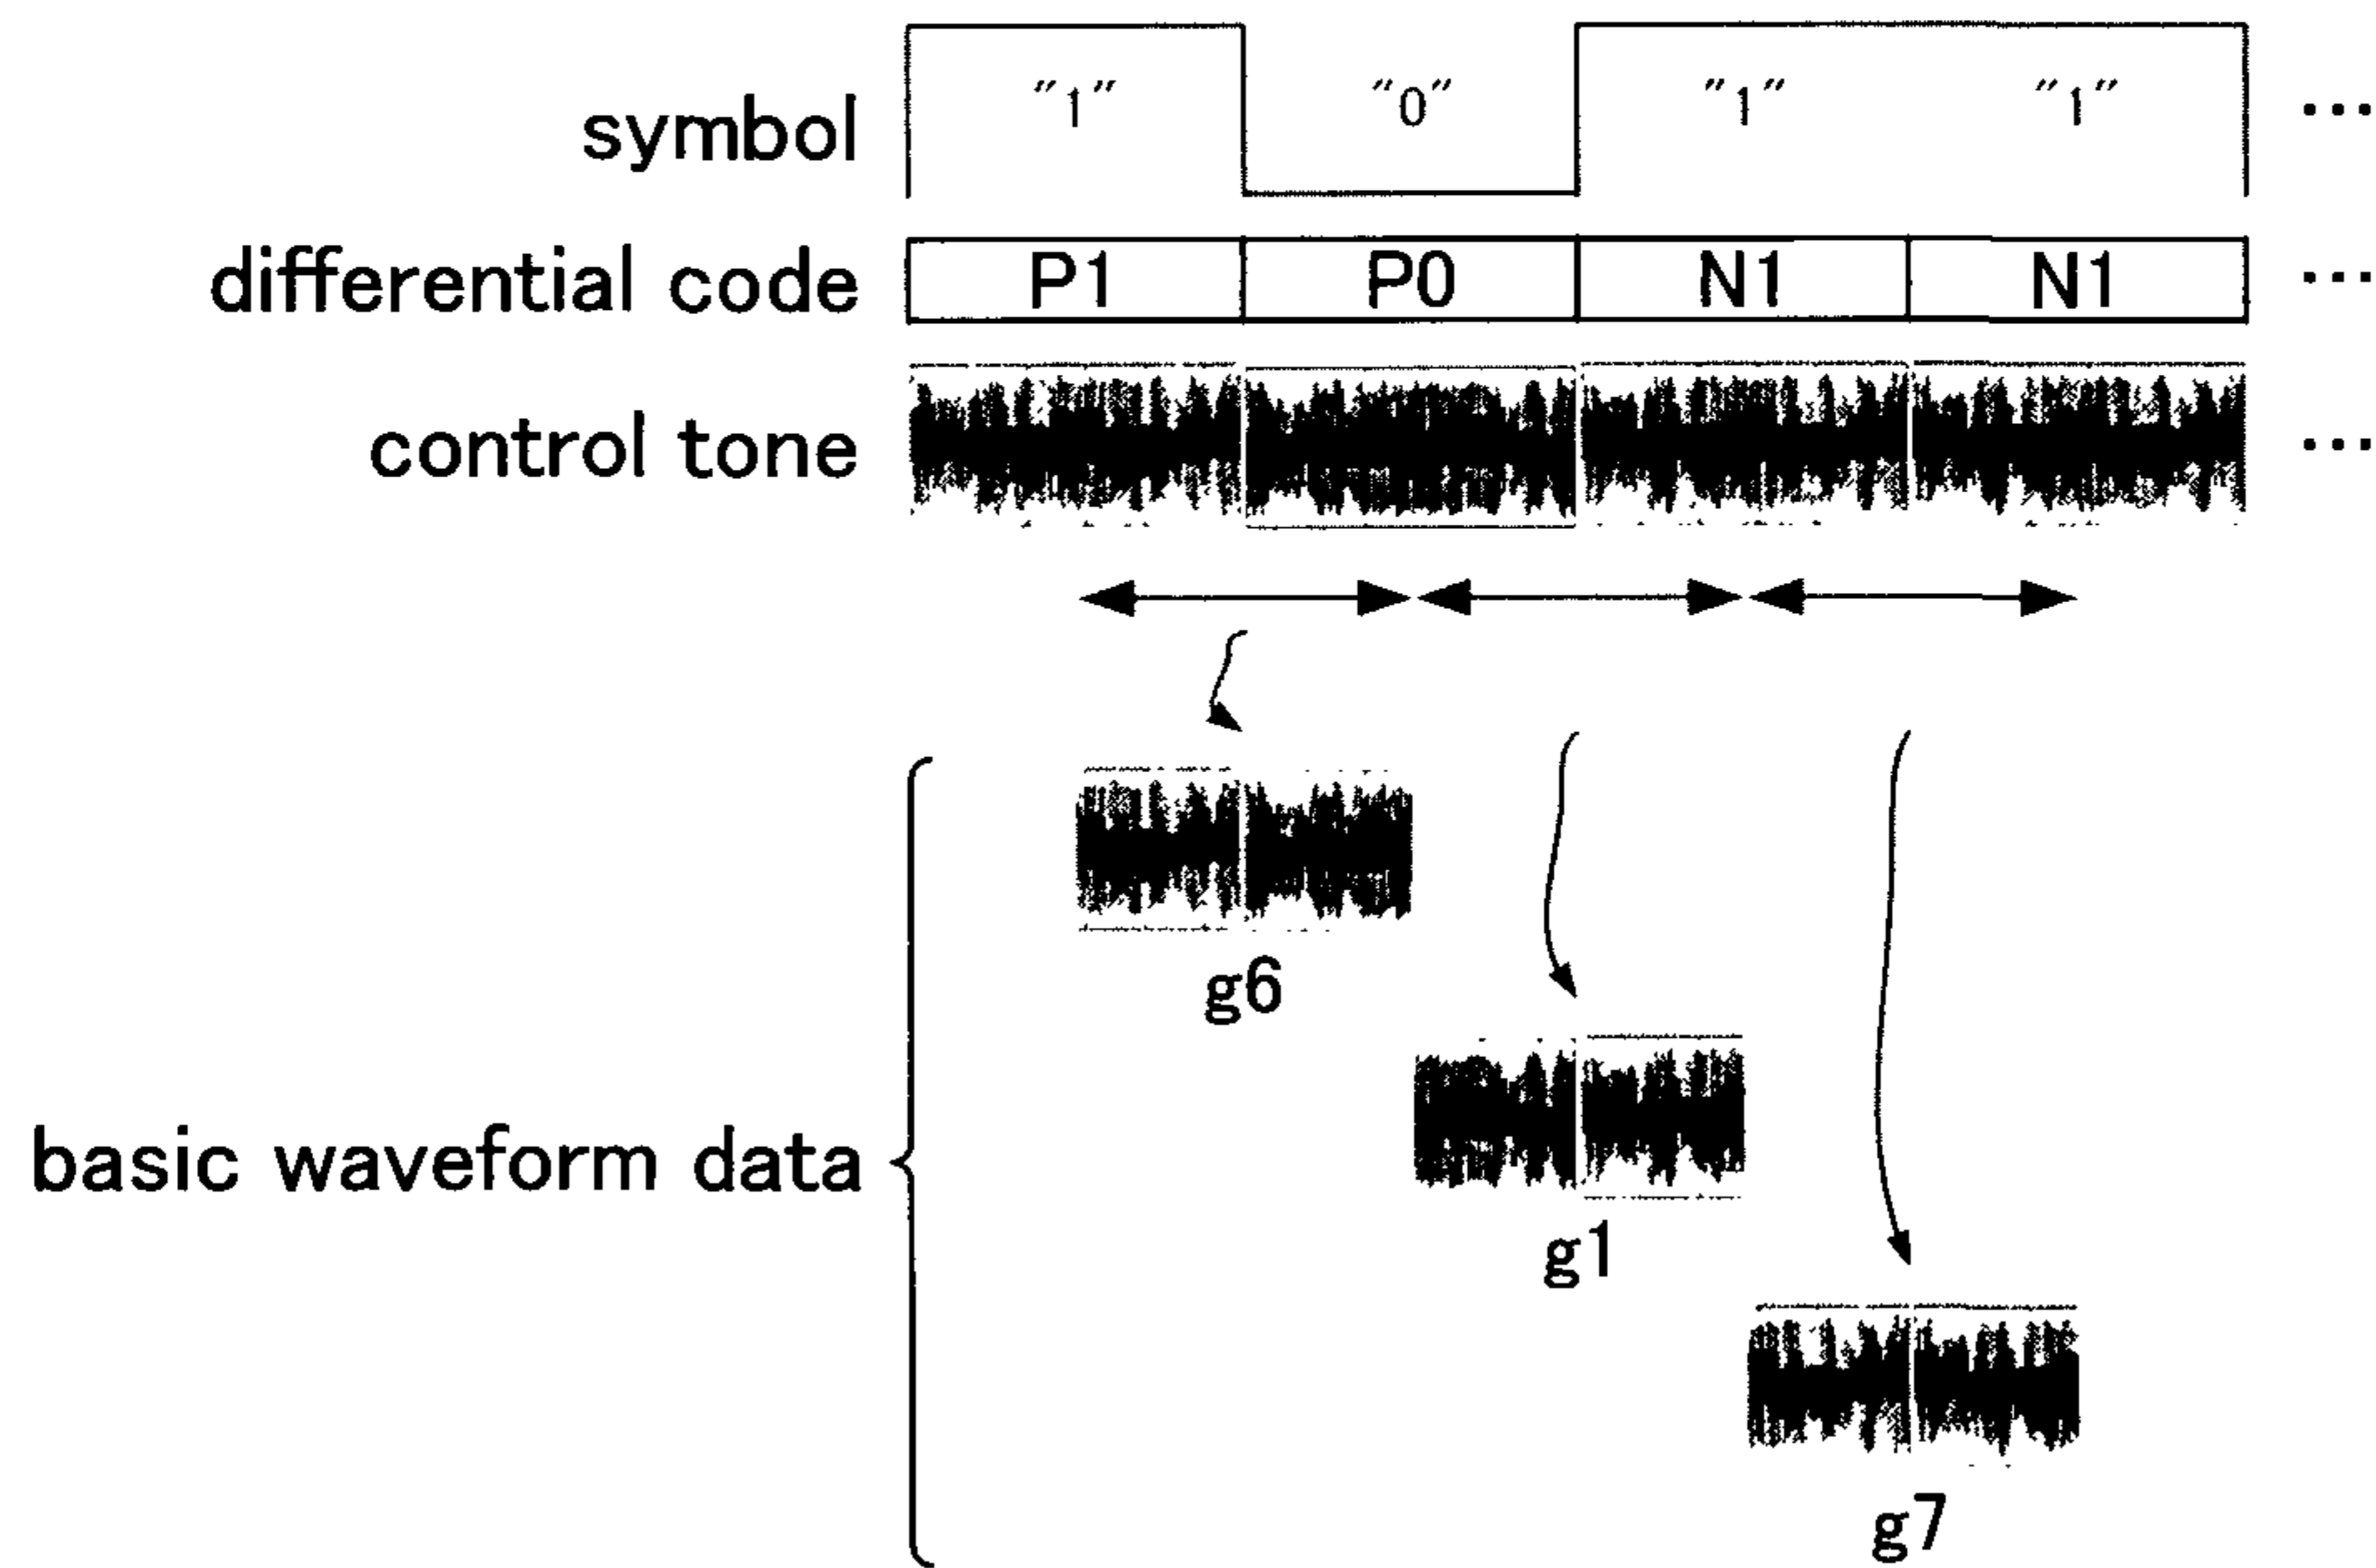 symbol "1" "0" "1" "1" ...
differential code P1 P0 N1 N1 ...
control tone ...
g6
g1
basic waveform data
g7